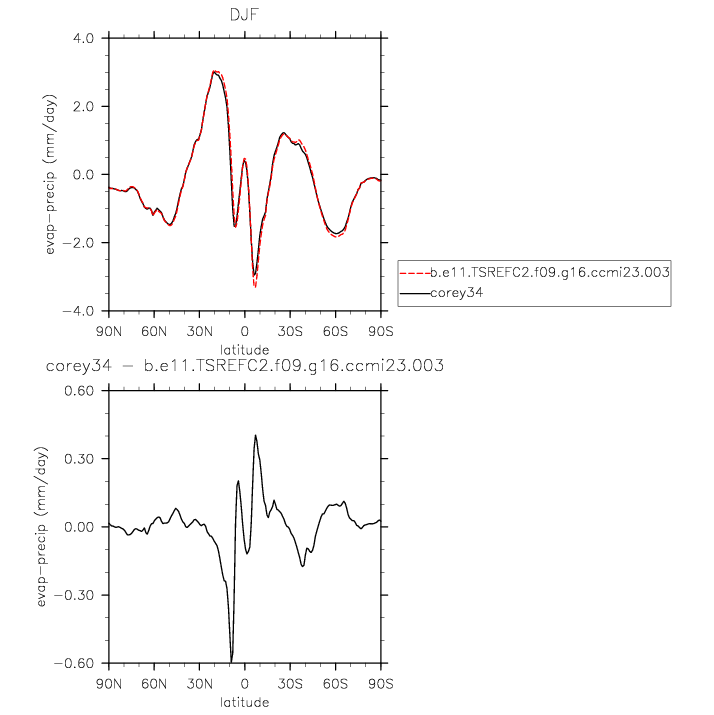 DJF
evap-precip (mm/day)
4.0
2.0
0.0
-2.0
-4.0
90N 60N 30N 0 30S 60S 90S
latitude
b.e11.TSREFC2.f09.g16.ccmi23.003
corey34
corey34 - b.e11.TSREFC2.f09.g16.ccmi23.003
evap-precip (mm/day)
0.60
0.30
0.00
-0.30
-0.60
90N 60N 30N 0 30S 60S 90S
latitude